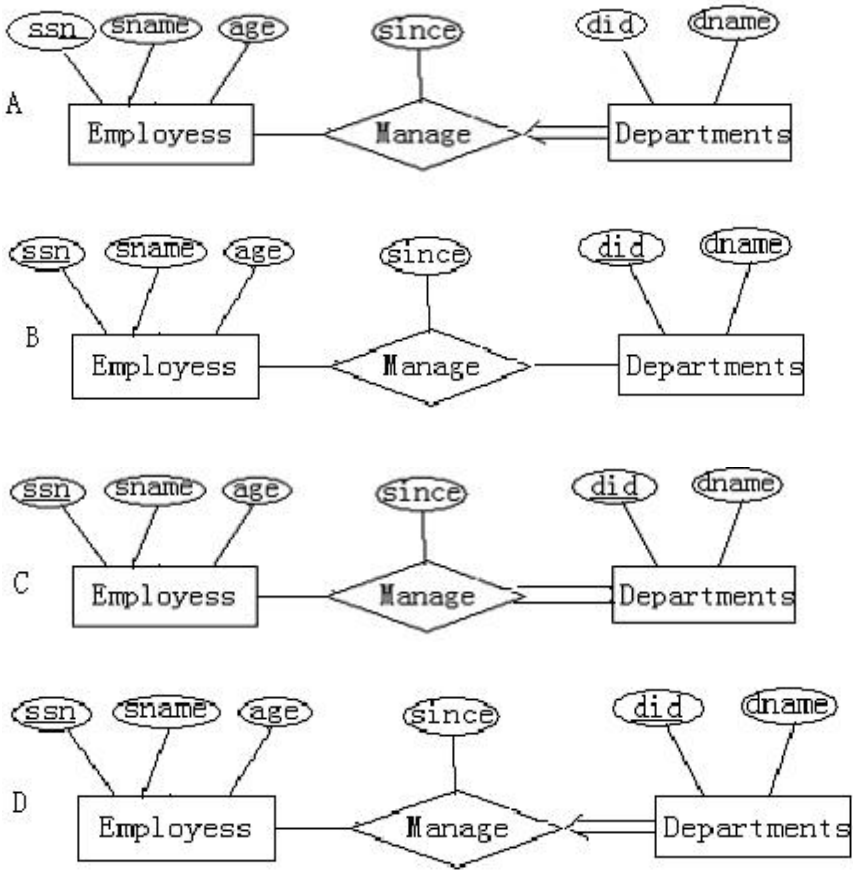 ssn sname age since did dname
A Employess Manage Departments
ssn sname age since did dname
B Employess Manage Departments
ssn sname age since did dname
C Employess Manage Departments
ssn sname age since did dname
D Employess Manage Departments